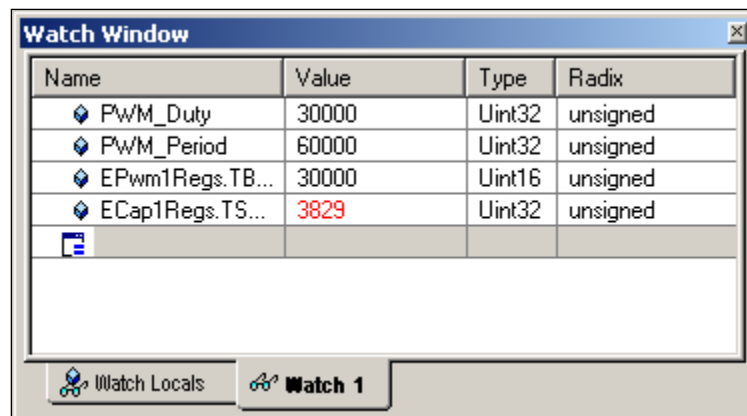 Watch Window
Name Value Type Radix
PWM_Duty 30000 Uint32 unsigned
PWM_Period 60000 Uint32 unsigned
EPwm1Regs.TB... 30000 Uint16 unsigned
ECap1Regs.TS... 3829 Uint32 unsigned
Watch Locals Watch 1